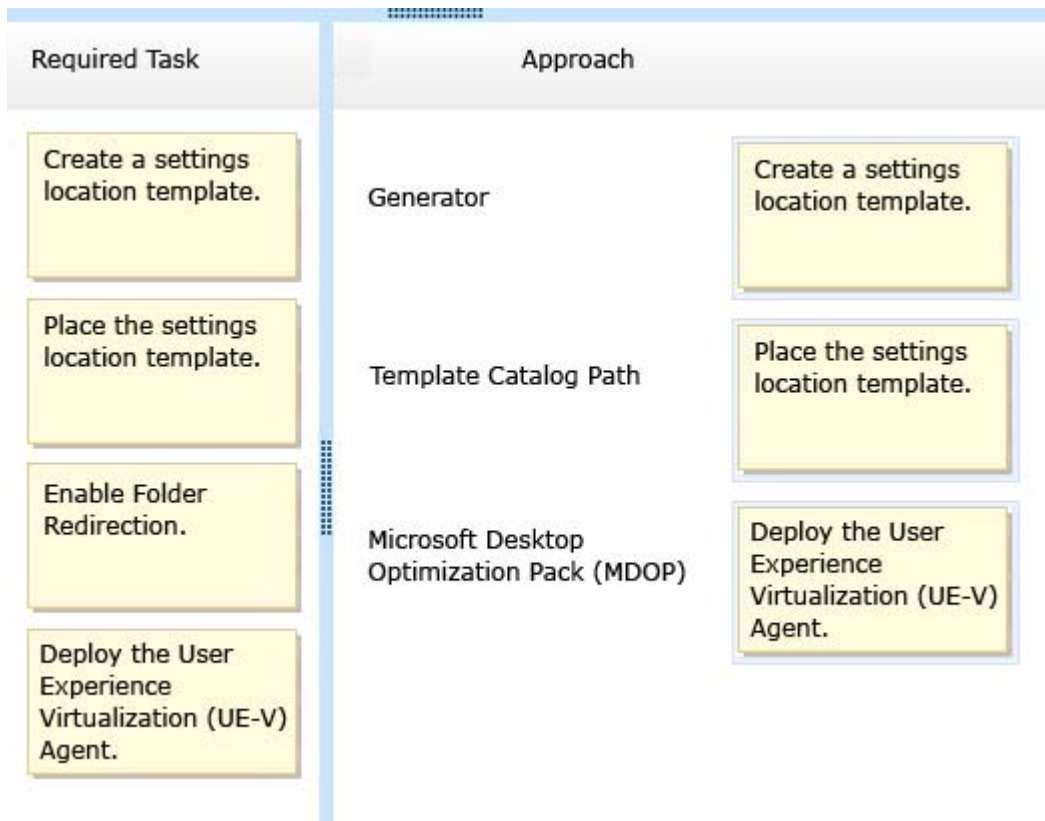 Required Task
Approach
Create a settings
location template.
Place the settings
location template.
Enable Folder
Redirection.
Deploy the User
Experience
Virtualization (UE-V)
Agent.
Generator
Create a settings
location template.
Template Catalog Path
Place the settings
location template.
Microsoft Desktop
Optimization Pack (MDOP)
Deploy the User
Experience
Virtualization (UE-V)
Agent.